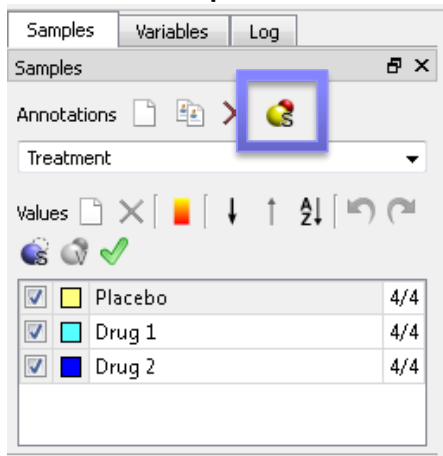 Samples Variables Log
Samples
Annotations
Treatment
Values
Placebo 4/4
Drug 1 4/4
Drug 2 4/4